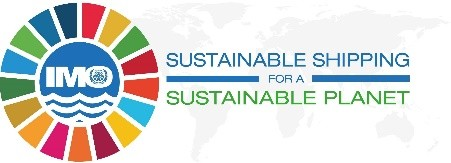 IMO
SUSTAINABLE SHIPPING
FOR A
SUSTAINABLE PLANET